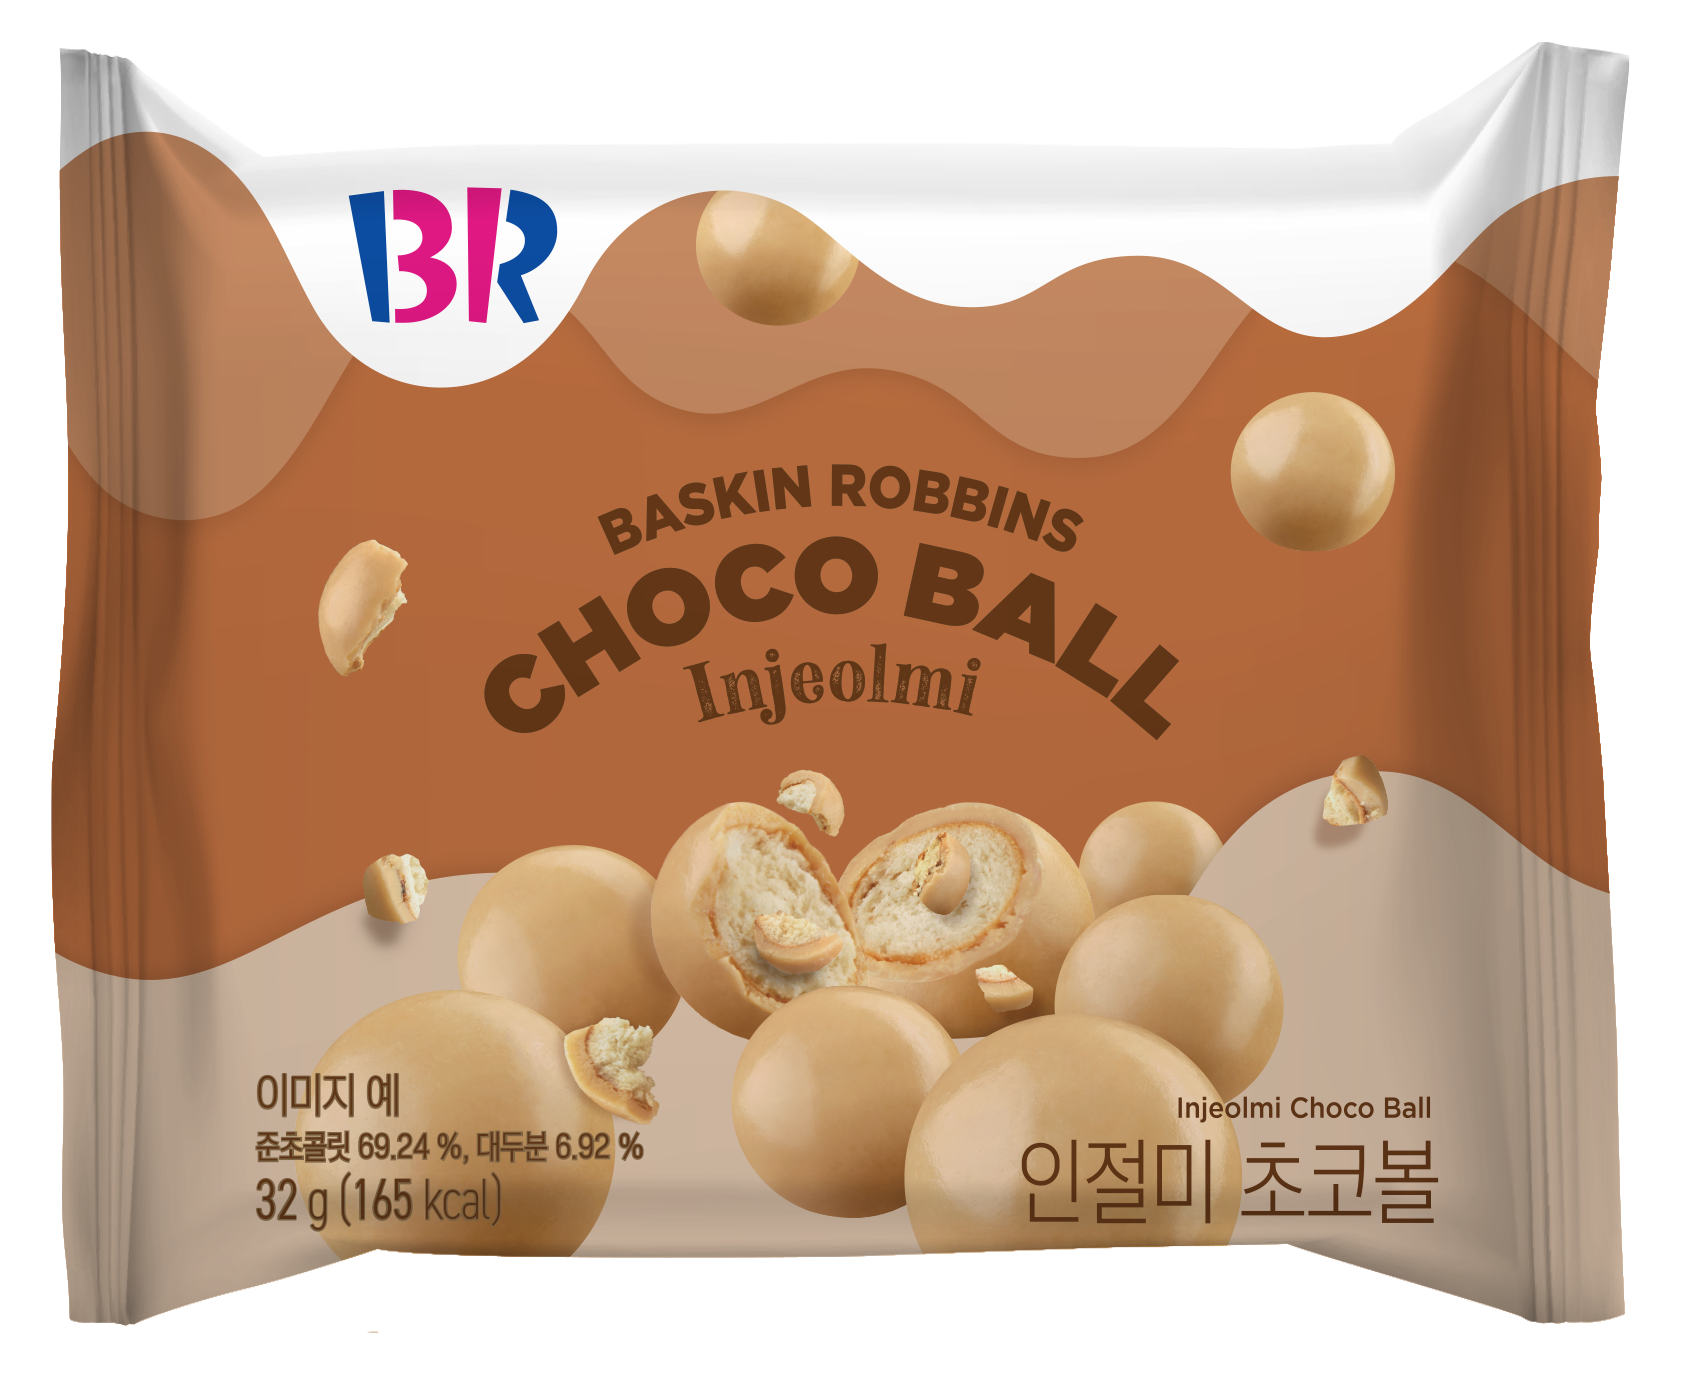 BR
BASKIN ROBBINS
CHOCO BALL
Injeolmi
이미지 예
준초콜릿 69.24 %, 대두분 6.92 %
32 g (165 kcal)
Injeolmi Choco Ball
인절미 초코볼